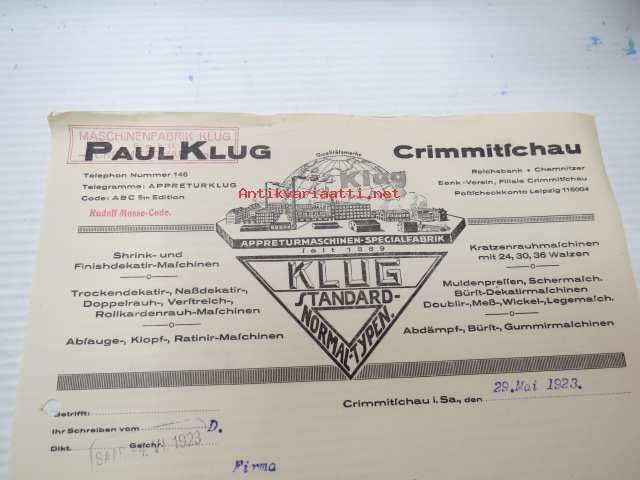 MASCHINENFABRIK KLUG
PAUL KLUG
Crimmitſchau
Telephon Nummer 146
Telegramme: APPRETURKLUG
Code: ABC 5th Edition
Rudolf Mosse-Code.
Qualitätsmarke
Klug
Reichsbank + Chemnitzer
Bank-Verein, Filiale Crimmitſchau
Poſtſcheckkonto Leipzig 115004
Antikvariaatti.net
APPRETURMASCHINEN-SPECIALFABRIK
ſeit 1889
Shrink- und
Finishdekatir-Maſchinen
Trockendekatir-, Naßdekatir-,
Doppelrauh-, Verſtreich-,
Rollkardenrauh-Maſchinen
Abſauge-, Klopf-, Ratinir-Maſchinen
KLUG
STANDARD-
NORMAL-TYPEN.
Kratzenrauhmaſchinen
mit 24, 30, 36 Walzen
Muldenpreſſen, Schermaſch.
Bürſt-Dekatirmaſchinen
Doublir-, Meß-, Wickel-, Legemaſch.
Abdämpf-, Bürſt-, Gummirmaſchinen
Crimmitſchau i. Sa., den 29. Mai 1923.
Betrifft:
Ihr Schreiben vom D.
Dikt. Geſchr.
1923
Firma